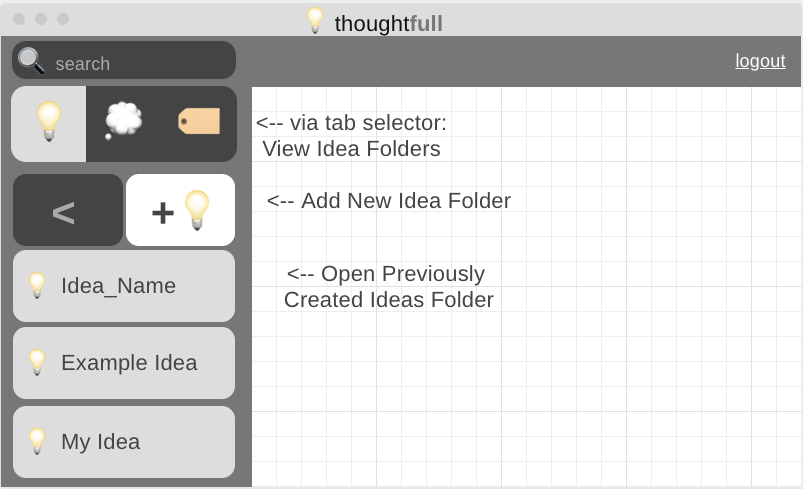 thoughtfull
search
logout
<-- via tab selector:
View Idea Folders
<
+
<-- Add New Idea Folder
Idea_Name
<-- Open Previously
Created Ideas Folder
Example Idea
My Idea